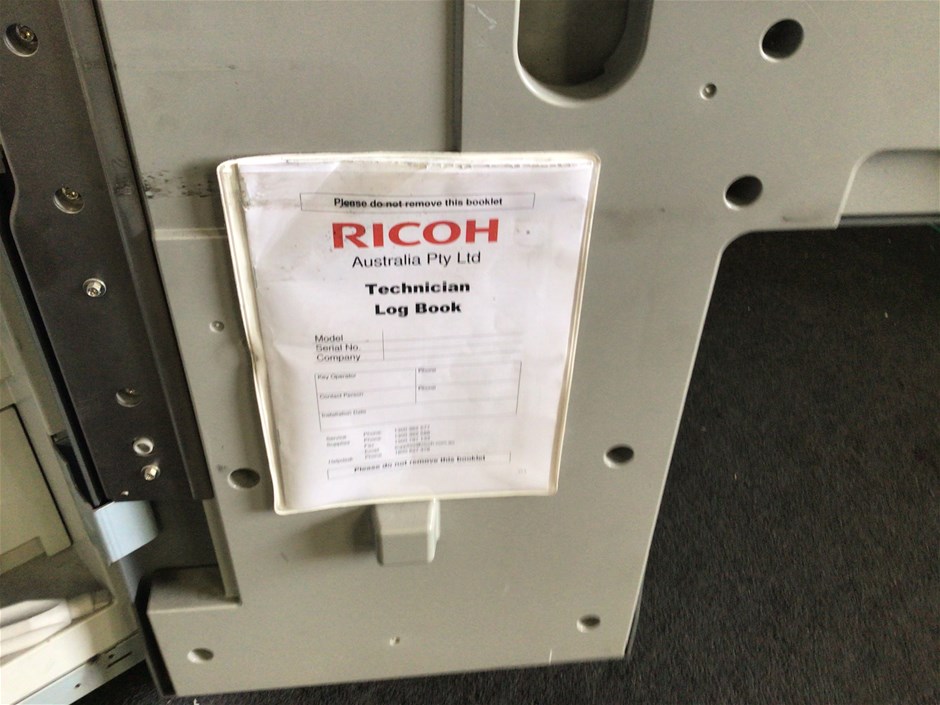 Please do not remove this booklet
RICOH
Australia Pty Ltd
Technician
Log Book
Model
Serial No.
Company
Key Operator
Phone
Contact Person
Phone
Installation Date
Service Phone
Supplies Phone
Fax
Email
Helpdesk Phone
Please do not remove this booklet